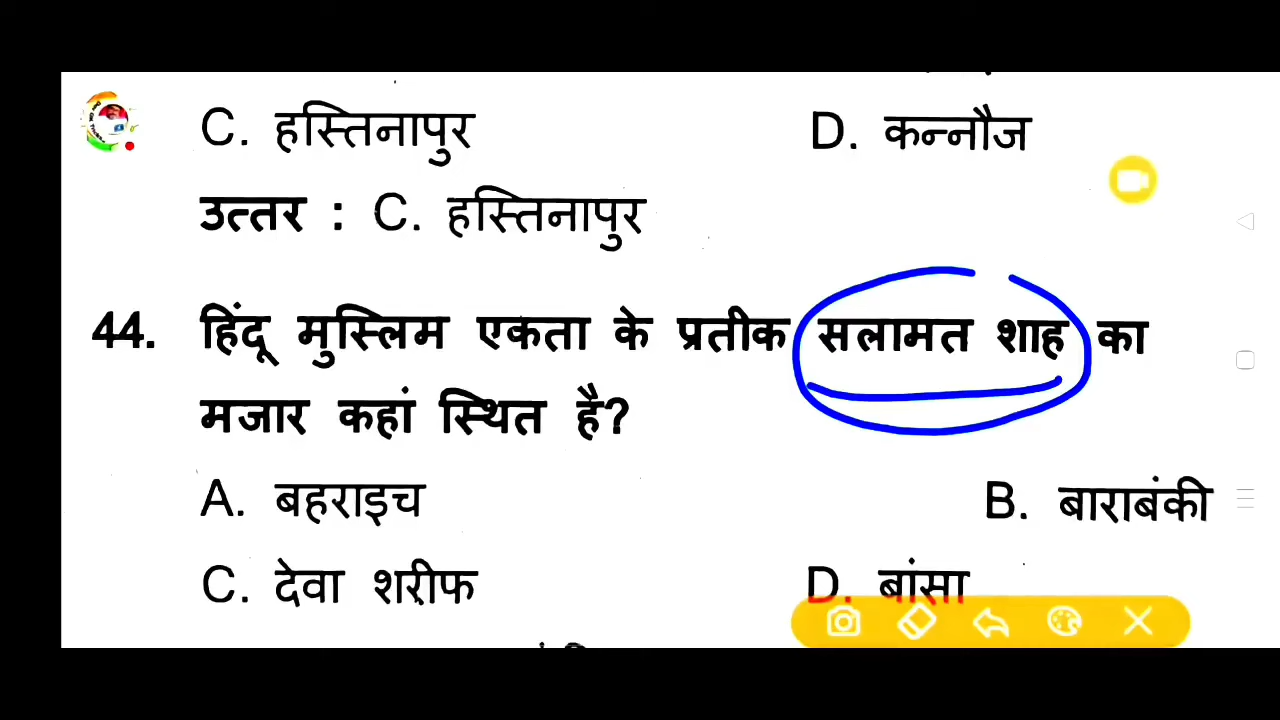 C. हस्तिनापुर D. कन्नौज
उत्तर : C. हस्तिनापुर
44. हिंदू मुस्लिम एकता के प्रतीक सलामत शाह का
मजार कहां स्थित है?
A. बहराइच B. बाराबंकी
C. देवा शरीफ D. बांसा